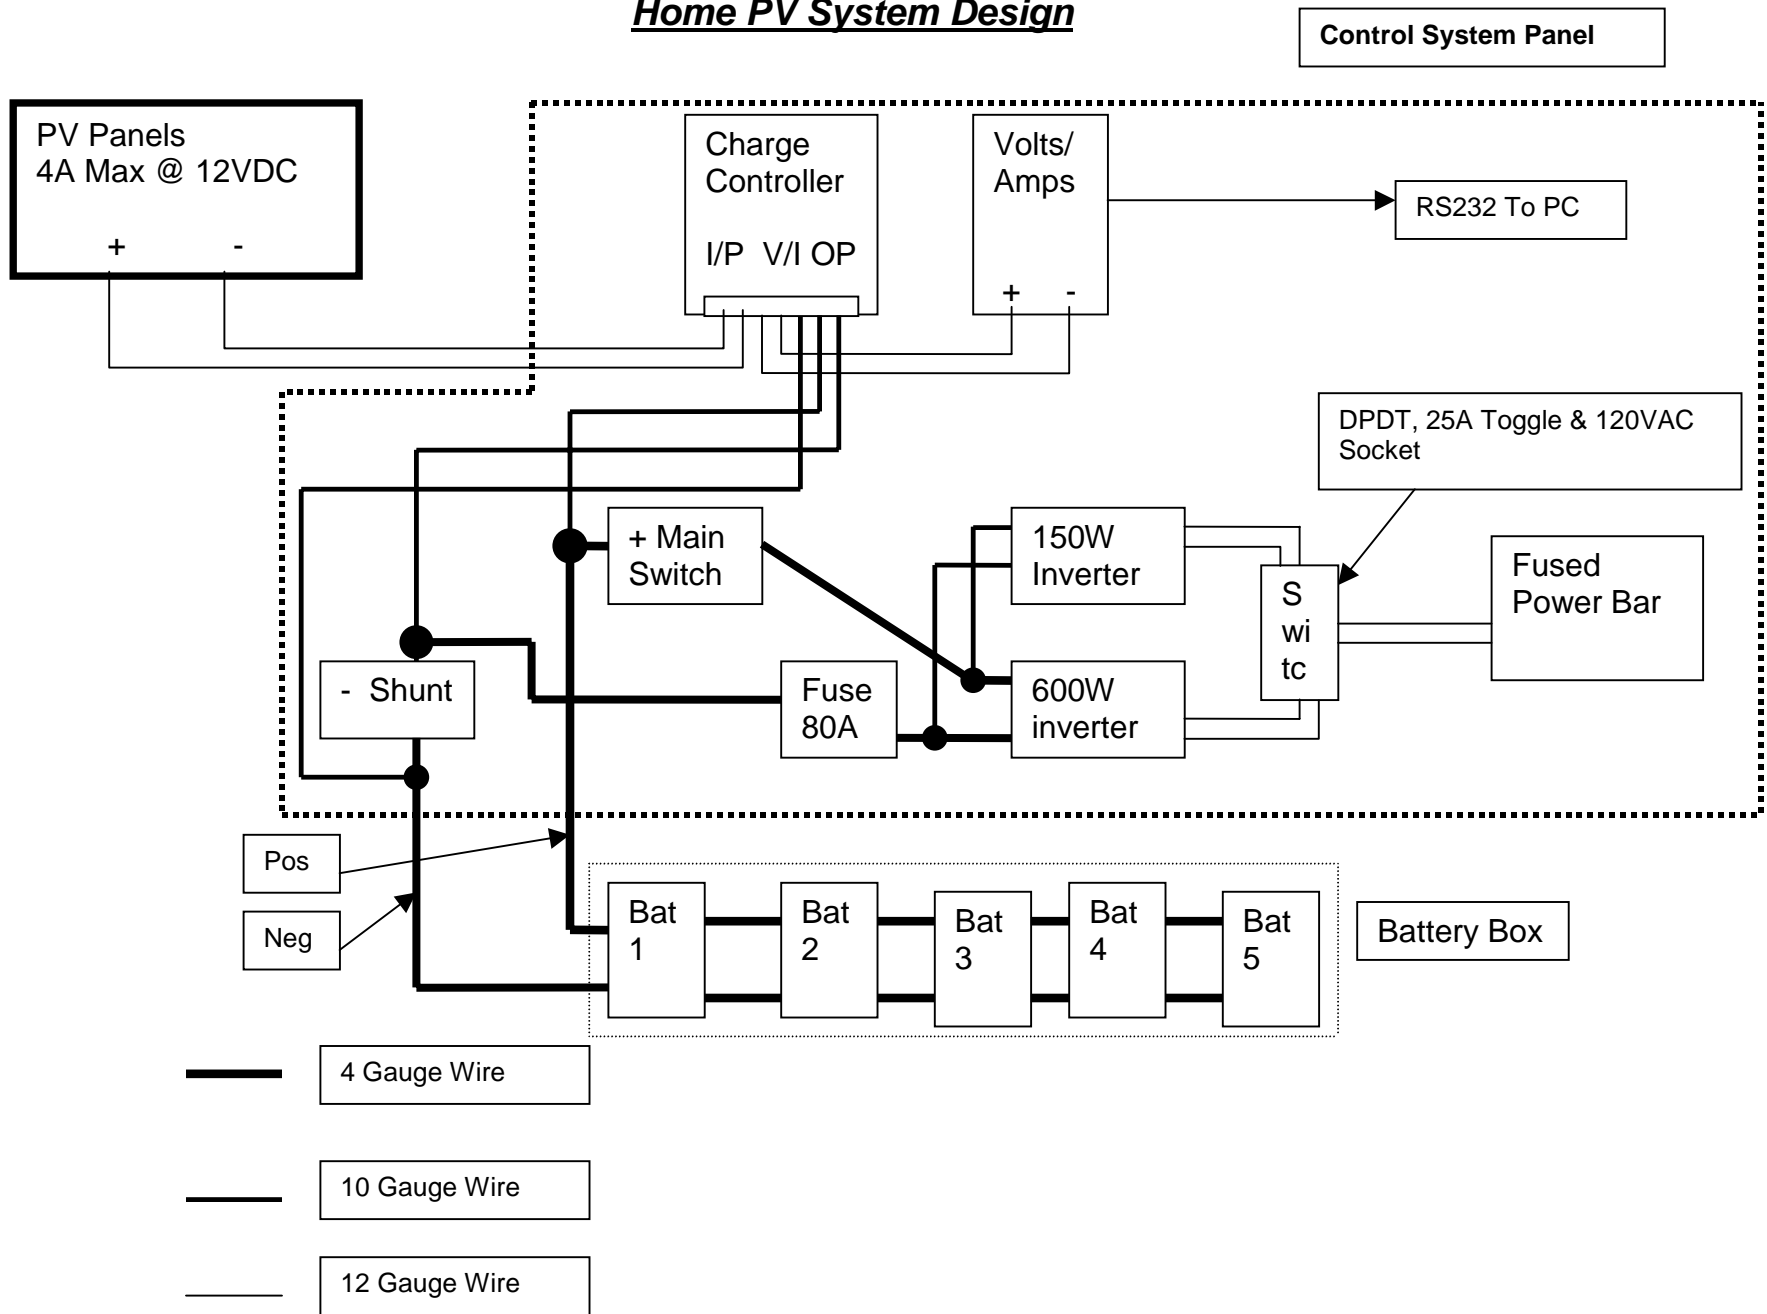 Home PV System Design
Control System Panel
PV Panels
4A Max @ 12VDC
+ -
Charge
Controller
I/P V/I OP
Volts/
Amps
+ -
RS232 To PC
DPDT, 25A Toggle & 120VAC
Socket
+ Main
Switch
150W
Inverter
S
wi
tc
Fused
Power Bar
- Shunt
Fuse
80A
600W
inverter
Pos
Neg
Bat
1
Bat
2
Bat
3
Bat
4
Bat
5
Battery Box
4 Gauge Wire
10 Gauge Wire
12 Gauge Wire